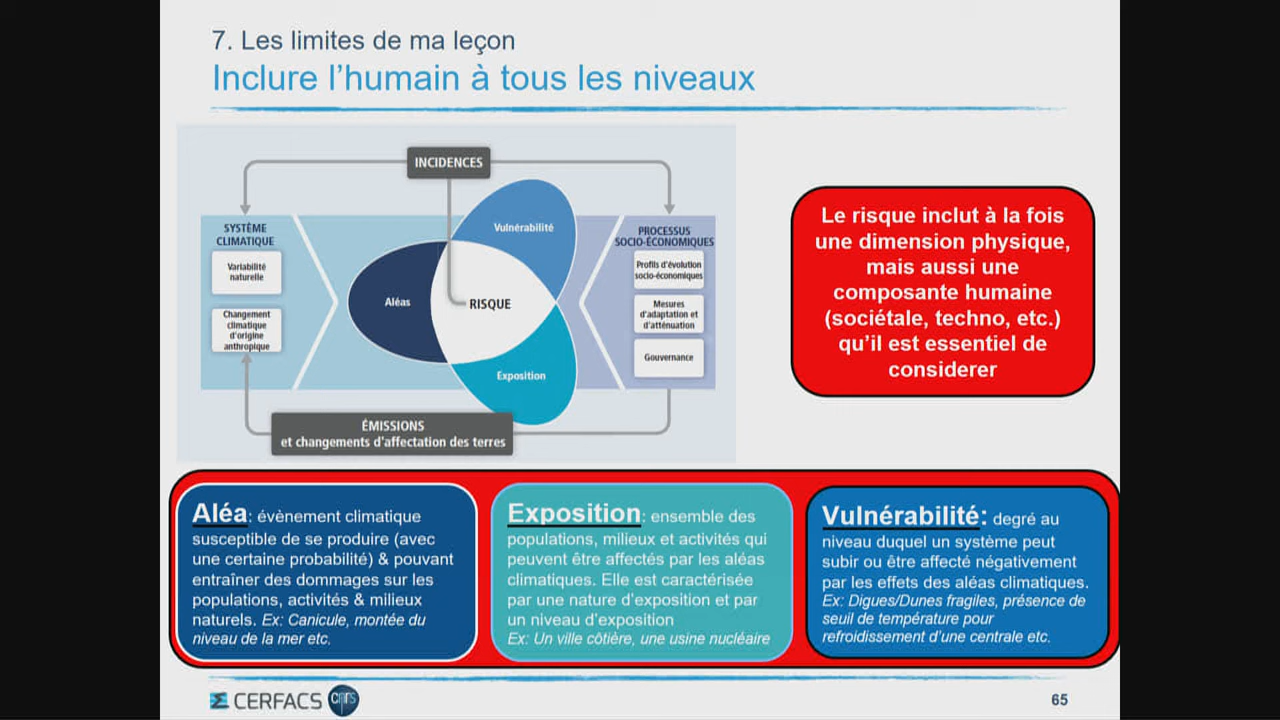 7. Les limites de ma leçon
Inclure l’humain à tous les niveaux
INCIDENCES
SYSTÈME
CLIMATIQUE
Variabilité
naturelle
Changement
climatique
d'origine
anthropique
Aléas
Vulnérabilité
RISQUE
Exposition
PROCESSUS
SOCIO-ÉCONOMIQUES
Profils d'évolution
socio-économiques
Mesures
d'adaptation et
d'atténuation
Gouvernance
ÉMISSIONS
et changements d'affectation des terres
Le risque inclut à la fois
une dimension physique,
mais aussi une
composante humaine
(sociétale, techno, etc.)
qu’il est essentiel de
considerer
Aléa: évènement climatique
susceptible de se produire (avec
une certaine probabilité) & pouvant
entraîner des dommages sur les
populations, activités & milieux
naturels. Ex: Canicule, montée du
niveau de la mer etc.
Exposition: ensemble des
populations, milieux et activités qui
peuvent être affectés par les aléas
climatiques. Elle est caractérisée
par une nature d’exposition et par
un niveau d’exposition
Ex: Un ville côtière, une usine nucléaire
Vulnérabilité: degré au
niveau duquel un système peut
subir ou être affecté négativement
par les effets des aléas climatiques.
Ex: Digues/Dunes fragiles, présence de
seuil de température pour
refroidissement d’une centrale etc.
CERFACS
cnrs
65